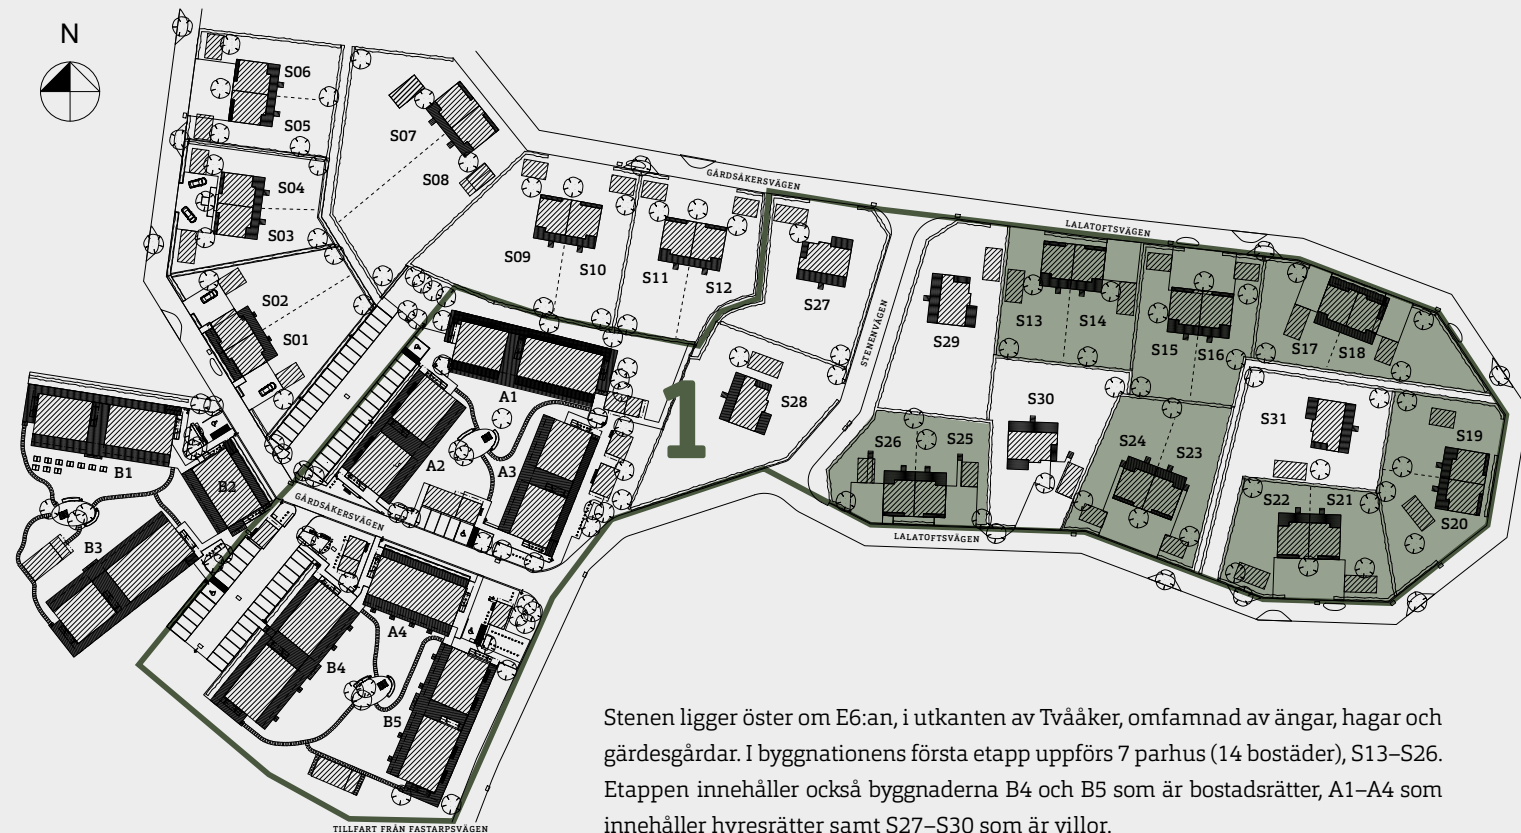 N
S06
S05
S04
S03
S02
S01
S07
S08
S09
S10
S11
S12
GÅRDSÅKERSVÄGEN
LALATOFTSVÄGEN
S27
STENENVÄGEN
S28
S29
S13
S14
S15
S16
S17
S18
S30
S31
S19
S20
S26
S25
S24
S23
S22
S21
LALATOFTSVÄGEN
1
A1
A2
A3
B1
B2
B3
GÅRDSÅKERSVÄGEN
A4
B4
B5
TILLFART FRÅN FASTARPSVÄGEN
Stenen ligger öster om E6:an, i utkanten av Tvååker, omfamnad av ängar, hagar och
gärdesgårdar. I byggnationens första etapp uppförs 7 parhus (14 bostäder), S13–S26.
Etappen innehåller också byggnaderna B4 och B5 som är bostadsrätter, A1–A4 som
innehåller hyresrätter samt S27–S30 som är villor.